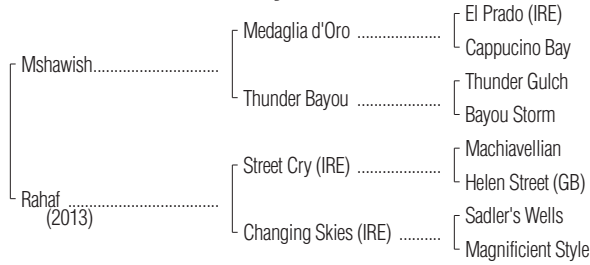 El Prado (IRE)
Medaglia d'Oro ....................
Cappucino Bay
Mshawish..............................
Thunder Gulch
Thunder Bayou ....................
Bayou Storm
Machiavellian
Street Cry (IRE) ....................
Helen Street (GB)
Rahaf ....................................
(2013)
Sadler's Wells
Changing Skies (IRE) ..........
Magnificient Style